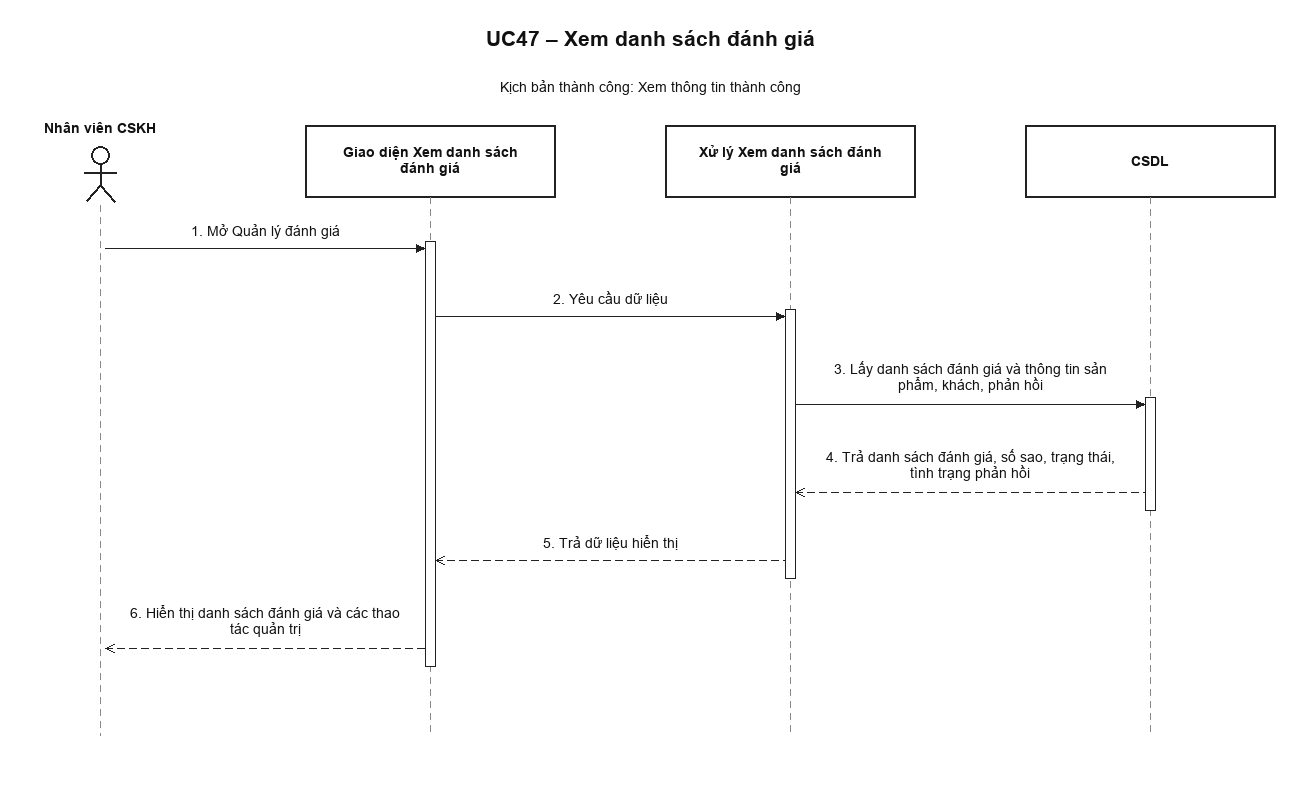 UC47 – Xem danh sách đánh giá
Kịch bản thành công: Xem thông tin thành công
Nhân viên CSKH
Giao diện Xem danh sách
đánh giá
Xử lý Xem danh sách đánh
giá
CSDL
1. Mở Quản lý đánh giá
2. Yêu cầu dữ liệu
3. Lấy danh sách đánh giá và thông tin sản
phẩm, khách, phản hồi
4. Trả danh sách đánh giá, số sao, trạng thái,
tình trạng phản hồi
5. Trả dữ liệu hiển thị
6. Hiển thị danh sách đánh giá và các thao
tác quản trị